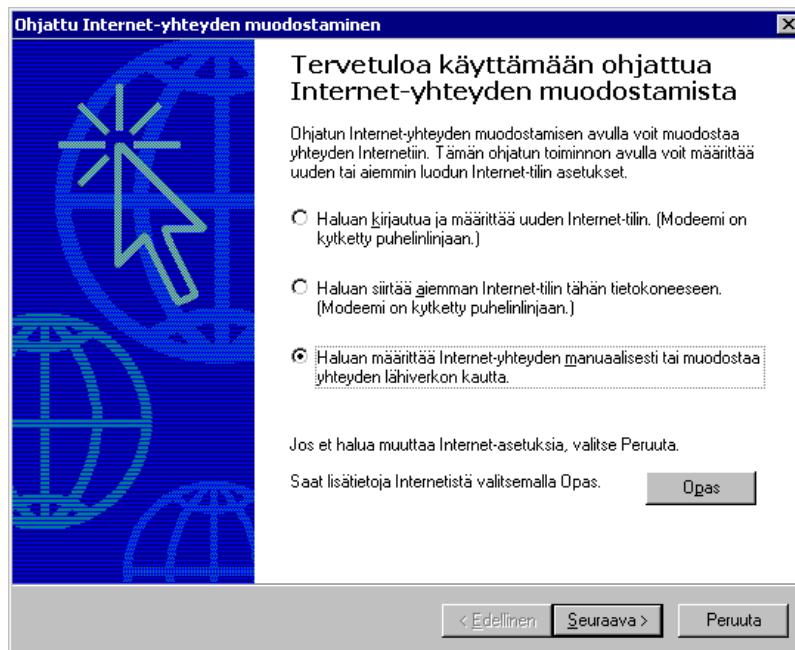 Ohjattu Internet-yhteyden muodostaminen
Tervetuloa käyttämään ohjattua
Internet-yhteyden muodostamista
Ohjatun Internet-yhteyden muodostamisen avulla voit muodostaa
yhteyden Internetiin. Tämän ohjatun toiminnon avulla voit määrittää
uuden tai aiemmin luodun Internet-tilin asetukset.
Haluan kirjautua ja määrittää uuden Internet-tilin. (Modeemi on
kytketty puhelinlinjaan.)
Haluan siirtää aiemman Internet-tilin tähän tietokoneeseen.
(Modeemi on kytketty puhelinlinjaan.)
Haluan määrittää Internet-yhteyden manuaalisesti tai muodostaa
yhteyden lähiverkon kautta.
Jos et halua muuttaa Internet-asetuksia, valitse Peruuta.
Saat lisätietoja Internetistä valitsemalla Opas.
Opas
< Edellinen
Seuraava >
Peruuta